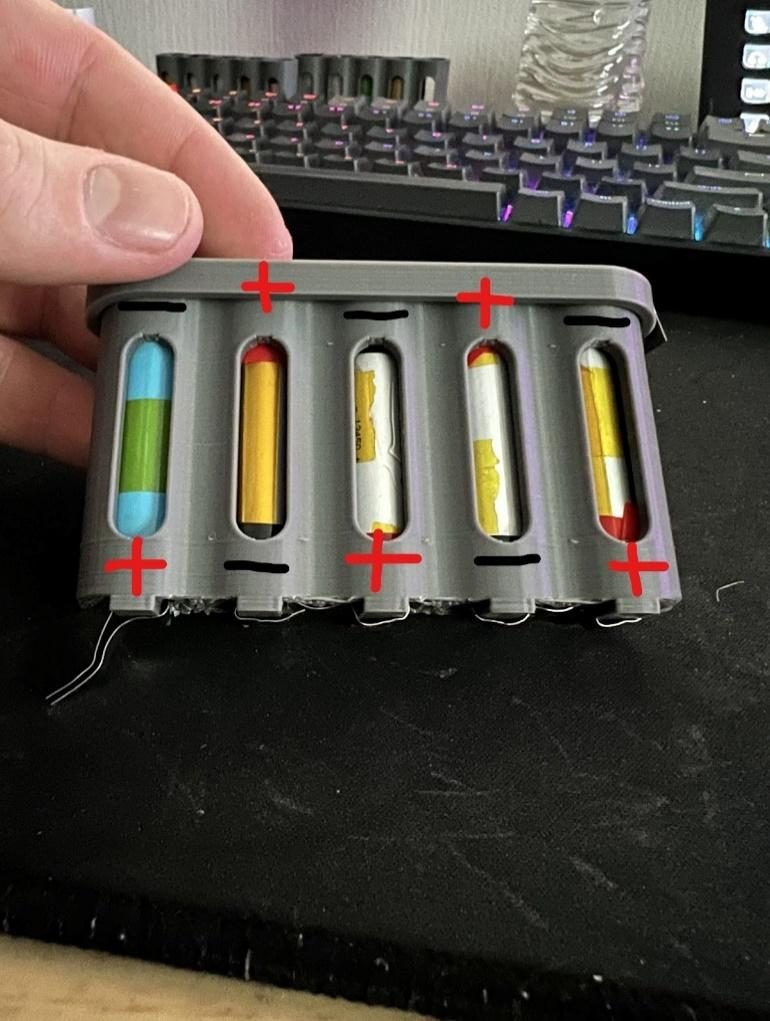 − + − + −
+ − + − +